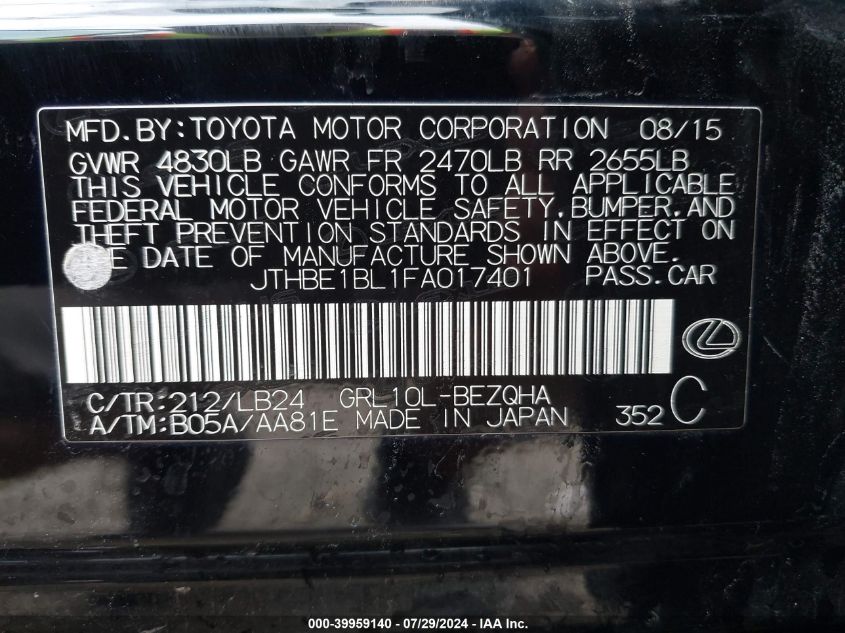 MFD.BY:TOYOTA MOTOR CORPORATION 08/15
GVWR 4830LB GAWR FR 2470LB RR 2655LB
THIS VEHICLE CONFORMS TO ALL APPLICABLE
FEDERAL MOTOR VEHICLE SAFETY,BUMPER,AND
THEFT PREVENTION STANDARDS IN EFFECT ON
DATE OF MANUFACTURE SHOWN ABOVE.
JTHBE1BL1FA017401 PASS.CAR
C/TR:212/LB24 GRL10L-BEZQHA
A/TM:B05A/AA81E MADE IN JAPAN 352 C
000-39959140 - 07/29/2024 - IAA Inc.